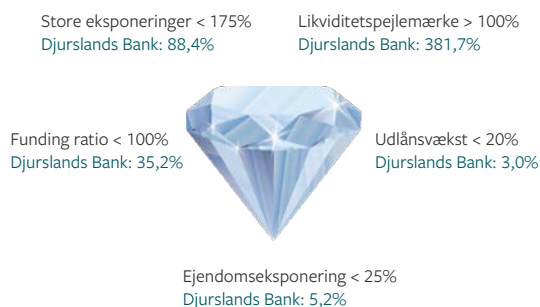 Store eksponeringer < 175%
Djurslands Bank: 88,4%
Likviditetspejlemærke > 100%
Djurslands Bank: 381,7%
Funding ratio < 100%
Djurslands Bank: 35,2%
Udlånsvækst < 20%
Djurslands Bank: 3,0%
Ejendomseksponering < 25%
Djurslands Bank: 5,2%